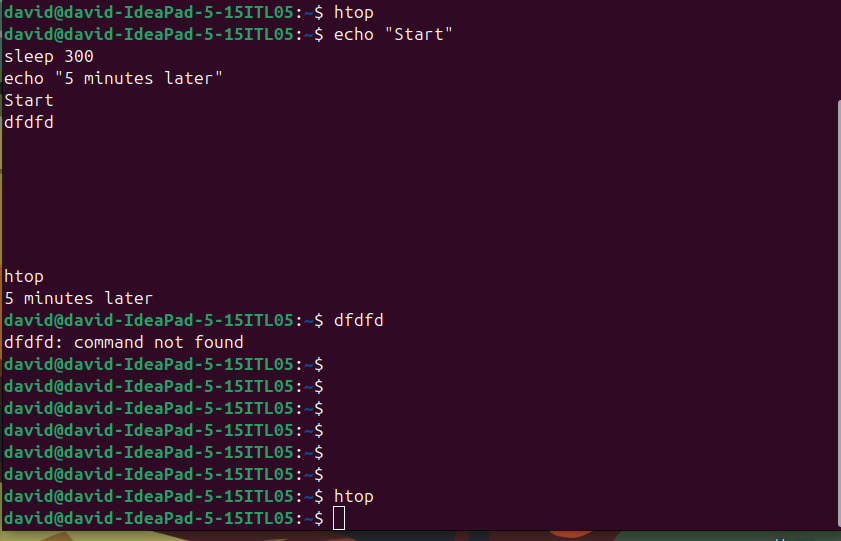 david@david-IdeaPad-5-15ITL05:~$ htop
david@david-IdeaPad-5-15ITL05:~$ echo "Start"
sleep 300
echo "5 minutes later"
Start
dfdfd
htop
5 minutes later
david@david-IdeaPad-5-15ITL05:~$ dfdfd
dfdfd: command not found
david@david-IdeaPad-5-15ITL05:~$
david@david-IdeaPad-5-15ITL05:~$
david@david-IdeaPad-5-15ITL05:~$
david@david-IdeaPad-5-15ITL05:~$
david@david-IdeaPad-5-15ITL05:~$
david@david-IdeaPad-5-15ITL05:~$
david@david-IdeaPad-5-15ITL05:~$ htop
david@david-IdeaPad-5-15ITL05:~$